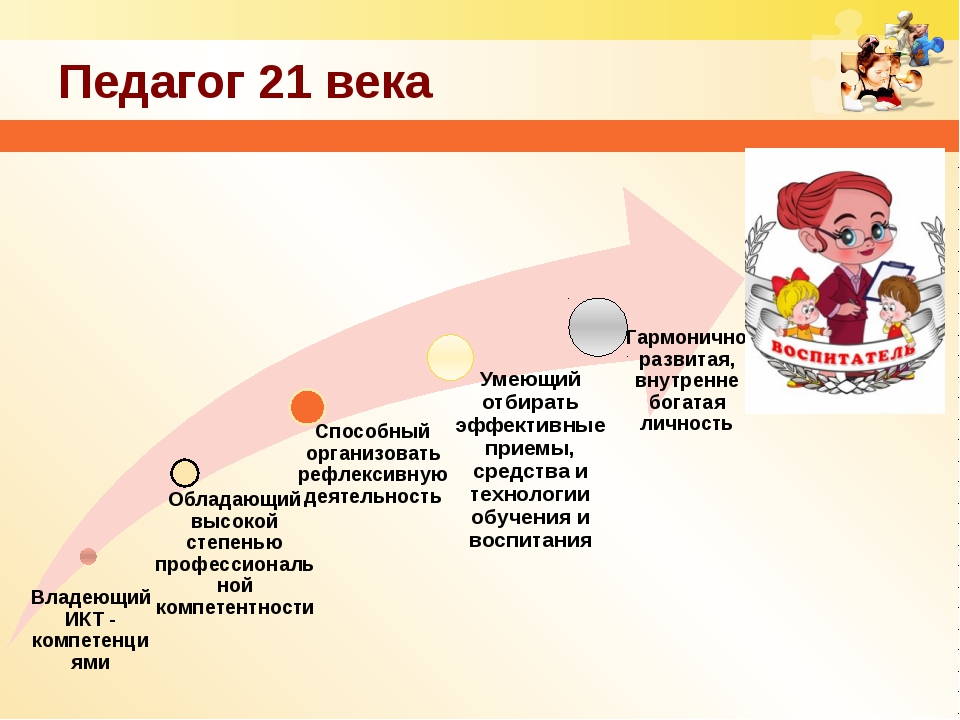 Педагог 21 века
Владеющий
ИКТ -
компетенци
ями
Обладающий
высокой
степенью
профессиональ
ной
компетентности
Способный
организовать
рефлексивную
деятельность
Умеющий
отбирать
эффективные
приемы,
средства и
технологии
обучения и
воспитания
Гармонично
развитая,
внутренне
богатая
личность
ВОСПИТАТЕЛЬ